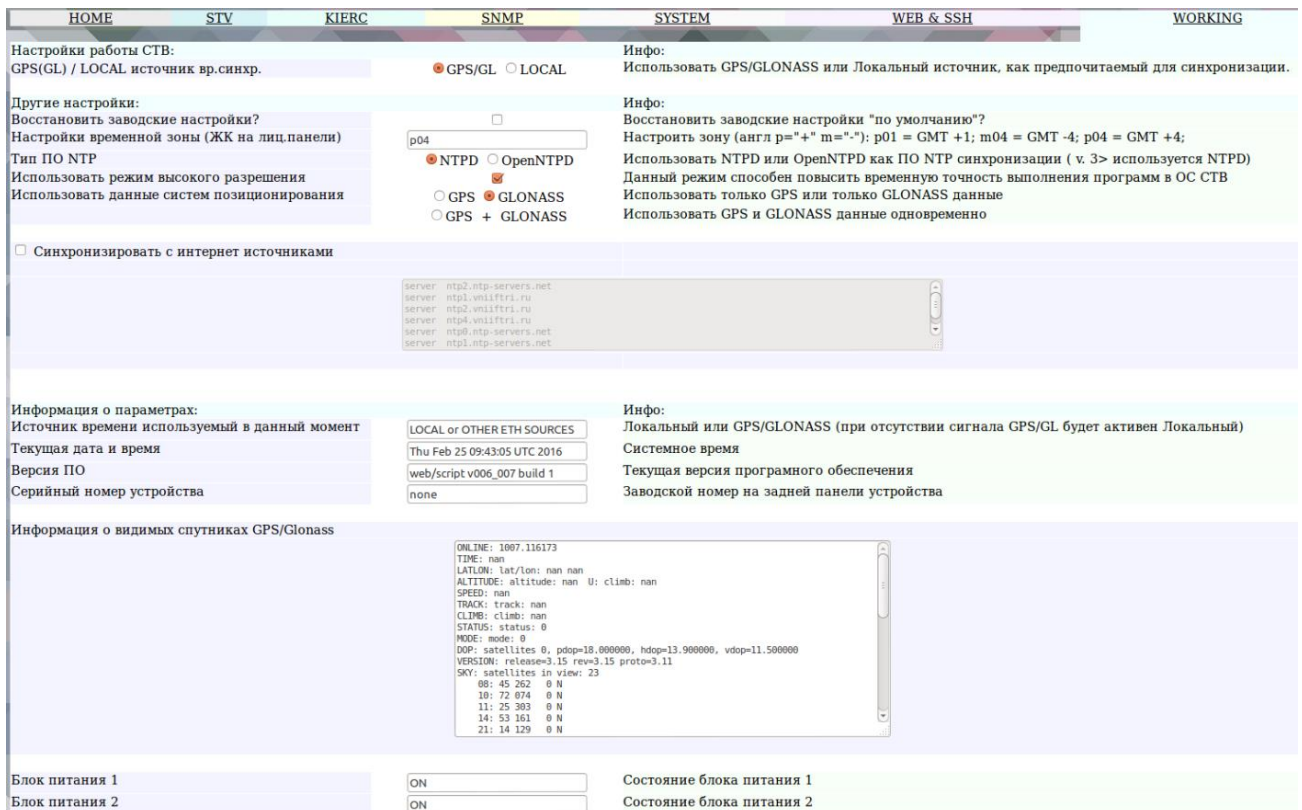 HOME STV KIERC SNMP SYSTEM WEB & SSH WORKING
Настройки работы СТВ: Инфо:
GPS(GL) / LOCAL источник вр.синхр. GPS/GL LOCAL Использовать GPS/GLONASS или Локальный источник, как предпочитаемый для синхронизации.
Другие настройки: Инфо:
Восстановить заводские настройки? Восстановить заводские настройки "по умолчанию"?
Настройки временной зоны (ЖК на лиц.панели) p04 Настроить зону (англ p="+" m="-"): p01 = GMT +1; m04 = GMT -4; p04 = GMT +4;
Тип ПО NTP NTPD OpenNTPD Использовать NTPD или OpenNTPD как ПО NTP синхронизации ( v. 3> используется NTPD)
Использовать режим высокого разрешения Данный режим способен повысить временную точность выполнения программ в ОС СТВ
Использовать данные систем позиционирования GPS GLONASS Использовать только GPS или только GLONASS данные
GPS + GLONASS Использовать GPS и GLONASS данные одновременно
Синхронизировать с интернет источниками
server ntp2.ntp-servers.net
server ntp1.vniiftri.ru
server ntp2.vniiftri.ru
server ntp4.vniiftri.ru
server ntp0.ntp-servers.net
server ntp1.ntp-servers.net
Информация о параметрах: Инфо:
Источник времени используемый в данный момент LOCAL or OTHER ETH SOURCES Локальный или GPS/GLONASS (при отсутствии сигнала GPS/GL будет активен Локальный)
Текущая дата и время Thu Feb 25 09:43:05 UTC 2016 Системное время
Версия ПО web/script v006_007 build 1 Текущая версия програмного обеспечения
Серийный номер устройства none Заводской номер на задней панели устройства
Информация о видимых спутниках GPS/Glonass
ONLINE: 1007.116173
TIME: nan
LATLON: lat/lon: nan nan
ALTITUDE: altitude: nan U: climb: nan
SPEED: nan
TRACK: track: nan
CLIMB: climb: nan
STATUS: status: 0
MODE: mode: 0
DOP: satellites 0, pdop=18.000000, hdop=13.900000, vdop=11.500000
VERSION: release=3.15 rev=3.15 proto=3.11
SKY: satellites in view: 23
08: 45 262 0 N
10: 72 074 0 N
11: 25 303 0 N
14: 53 161 0 N
21: 14 129 0 N
Блок питания 1 ON Состояние блока питания 1
Блок питания 2 ON Состояние блока питания 2